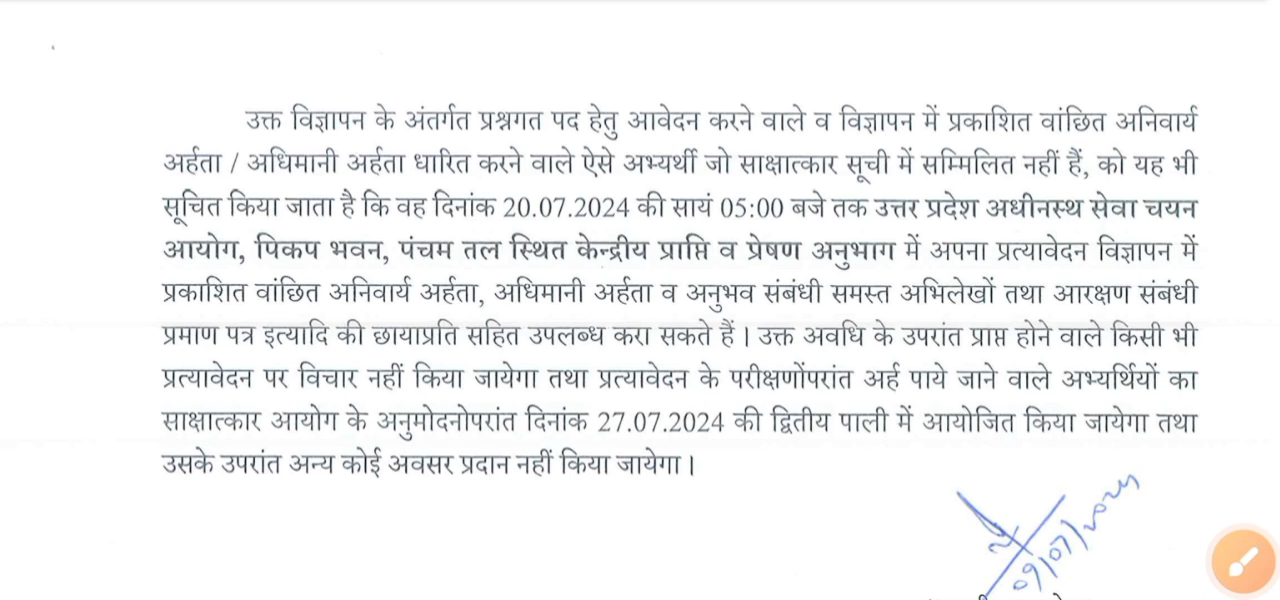 उक्त विज्ञापन के अंतर्गत प्रश्नगत पद हेतु आवेदन करने वाले व विज्ञापन में प्रकाशित वांछित अनिवार्य
अर्हता / अधिमानी अर्हता धारित करने वाले ऐसे अभ्यर्थी जो साक्षात्कार सूची में सम्मिलित नहीं हैं, को यह भी
सूचित किया जाता है कि वह दिनांक 20.07.2024 की सायं 05:00 बजे तक उत्तर प्रदेश अधीनस्थ सेवा चयन
आयोग, पिकप भवन, पंचम तल स्थित केन्द्रीय प्राप्ति व प्रेषण अनुभाग में अपना प्रत्यावेदन विज्ञापन में
प्रकाशित वांछित अनिवार्य अर्हता, अधिमानी अर्हता व अनुभव संबंधी समस्त अभिलेखों तथा आरक्षण संबंधी
प्रमाण पत्र इत्यादि की छायाप्रति सहित उपलब्ध करा सकते हैं। उक्त अवधि के उपरांत प्राप्त होने वाले किसी भी
प्रत्यावेदन पर विचार नहीं किया जायेगा तथा प्रत्यावेदन के परीक्षणोंपरांत अर्ह पाये जाने वाले अभ्यर्थियों का
साक्षात्कार आयोग के अनुमोदनोपरांत दिनांक 27.07.2024 की द्वितीय पाली में आयोजित किया जायेगा तथा
उसके उपरांत अन्य कोई अवसर प्रदान नहीं किया जायेगा।
09/07/2024